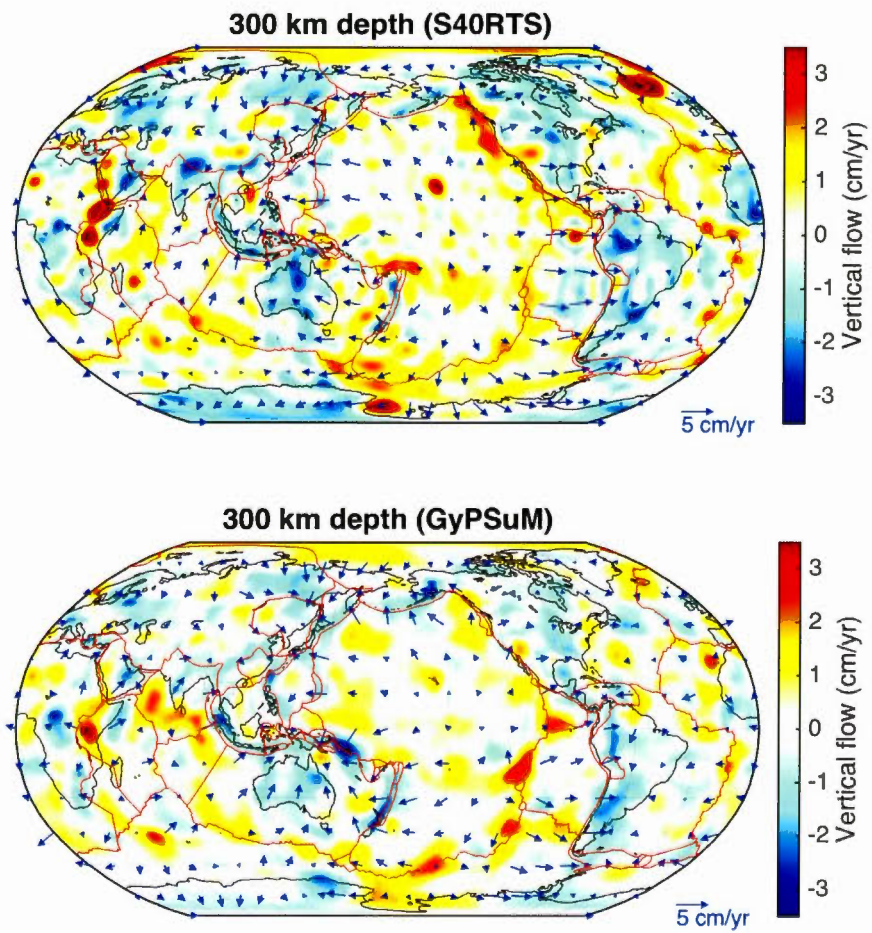 300 km depth (S40RTS)
3
2
1
0
-1
-2
-3
Vertical flow (cm/yr)
5 cm/yr
300 km depth (GyPSuM)
3
2
1
0
-1
-2
-3
Vertical flow (cm/yr)
5 cm/yr